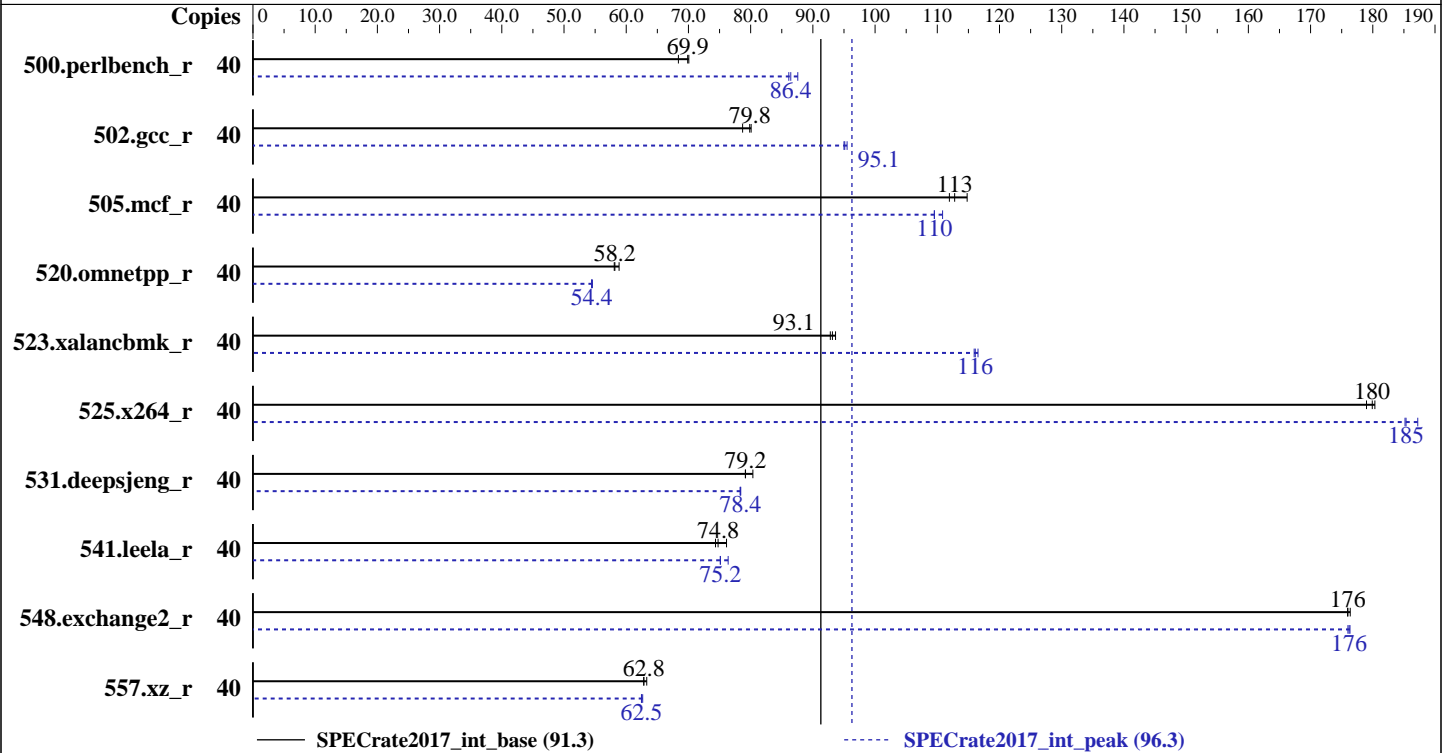 Copies 0 10.0 20.0 30.0 40.0 50.0 60.0 70.0 80.0 90.0 100 110 120 130 140 150 160 170 180 190
69.9
500.perlbench_r 40
86.4
79.8
502.gcc_r 40
95.1
113
505.mcf_r 40
110
58.2
520.omnetpp_r 40
54.4
93.1
523.xalancbmk_r 40
116
180
525.x264_r 40
185
79.2
531.deepsjeng_r 40
78.4
74.8
541.leela_r 40
75.2
176
548.exchange2_r 40
176
62.8
557.xz_r 40
62.5
SPECrate2017_int_base (91.3) SPECrate2017_int_peak (96.3)